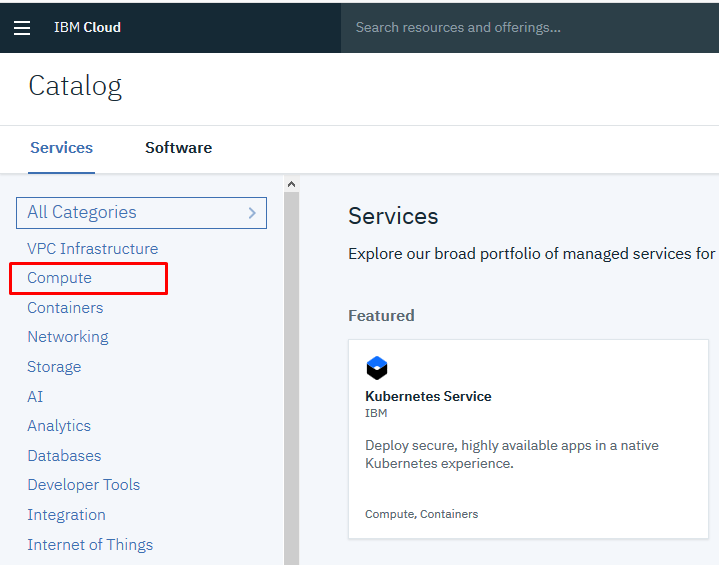 IBM Cloud
Search resources and offerings...
Catalog
Services
Software
All Categories
VPC Infrastructure
Compute
Containers
Networking
Storage
AI
Analytics
Databases
Developer Tools
Integration
Internet of Things
Services
Explore our broad portfolio of managed services for
Featured
Kubernetes Service
IBM
Deploy secure, highly available apps in a native
Kubernetes experience.
Compute, Containers